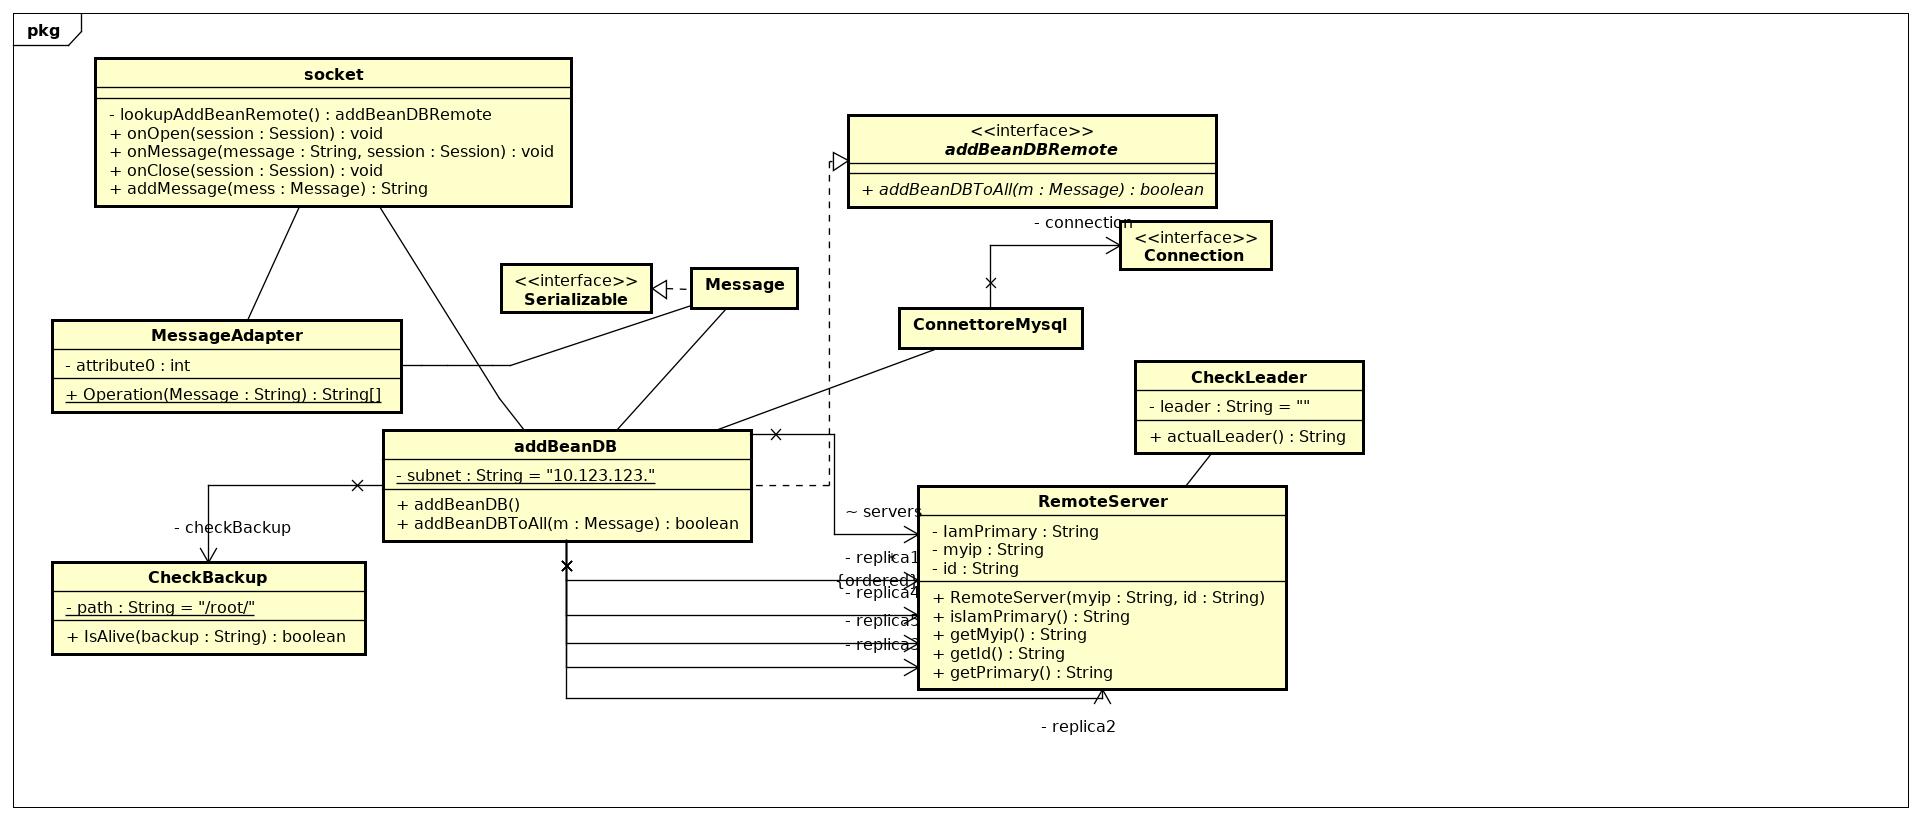 pkg
socket
- lookupAddBeanRemote() : addBeanDBRemote
+ onOpen(session : Session) : void
+ onMessage(message : String, session : Session) : void
+ onClose(session : Session) : void
+ addMessage(mess : Message) : String
<<interface>>
addBeanDBRemote
+ addBeanDBToAll(m : Message) : boolean
- connection
<<interface>>
Connection
<<interface>>
Serializable
Message
ConnettoreMysql
MessageAdapter
- attribute0 : int
+ Operation(Message : String) : String[]
CheckLeader
- leader : String = ""
+ actualLeader() : String
addBeanDB
- subnet : String = "10.123.123."
+ addBeanDB()
+ addBeanDBToAll(m : Message) : boolean
- checkBackup
CheckBackup
- path : String = "/root/"
+ IsAlive(backup : String) : boolean
~ servers
- replica1
*
{ordered}
- replica4
- replica5
- replica3
RemoteServer
- IamPrimary : String
- myip : String
- id : String
+ RemoteServer(myip : String, id : String)
+ isIamPrimary() : String
+ getMyip() : String
+ getId() : String
+ getPrimary() : String
- replica2